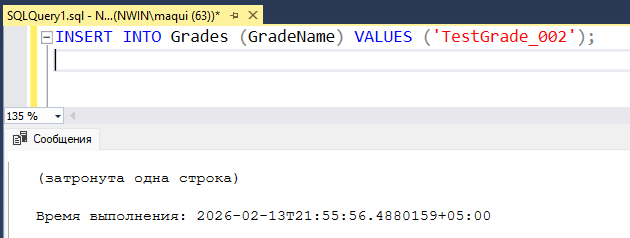 SQLQuery1.sql - N...(NWIN\maqui (63))*
INSERT INTO Grades (GradeName) VALUES ('TestGrade_002');
135 %
Сообщения
(затронута одна строка)
Время выполнения: 2026-02-13T21:55:56.4880159+05:00